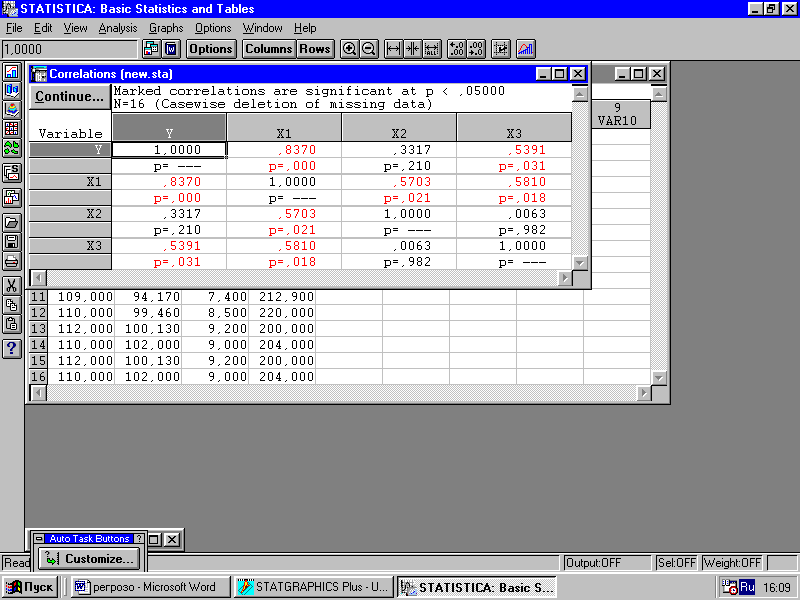 STATISTICA: Basic Statistics and Tables
File Edit View Analysis Graphs Options Window Help
1,0000 Options Columns Rows
Correlations (new.sta)
Continue...
Marked correlations are significant at p < ,05000
N=16 (Casewise deletion of missing data)
Variable Y X1 X2 X3
Y 1,0000 ,8370 ,3317 ,5391
p= --- p=,000 p=,210 p=,031
X1 ,8370 1,0000 ,5703 ,5810
p=,000 p= --- p=,021 p=,018
X2 ,3317 ,5703 1,0000 ,0063
p=,210 p=,021 p= --- p=,982
X3 ,5391 ,5810 ,0063 1,0000
p=,031 p=,018 p=,982 p= ---
9
VAR10
11 109,000 94,170 7,400 212,900
12 110,000 99,460 8,500 220,000
13 112,000 100,130 9,200 200,000
14 110,000 102,000 9,000 204,000
15 112,000 100,130 9,200 200,000
16 110,000 102,000 9,000 204,000
Auto Task Buttons ?
Customize...
Read Output:OFF Sel:OFF Weight:OFF
Пуск регрозо - Microsoft Word STATGRAPHICS Plus - U... STATISTICA: Basic S... Ru 16:09